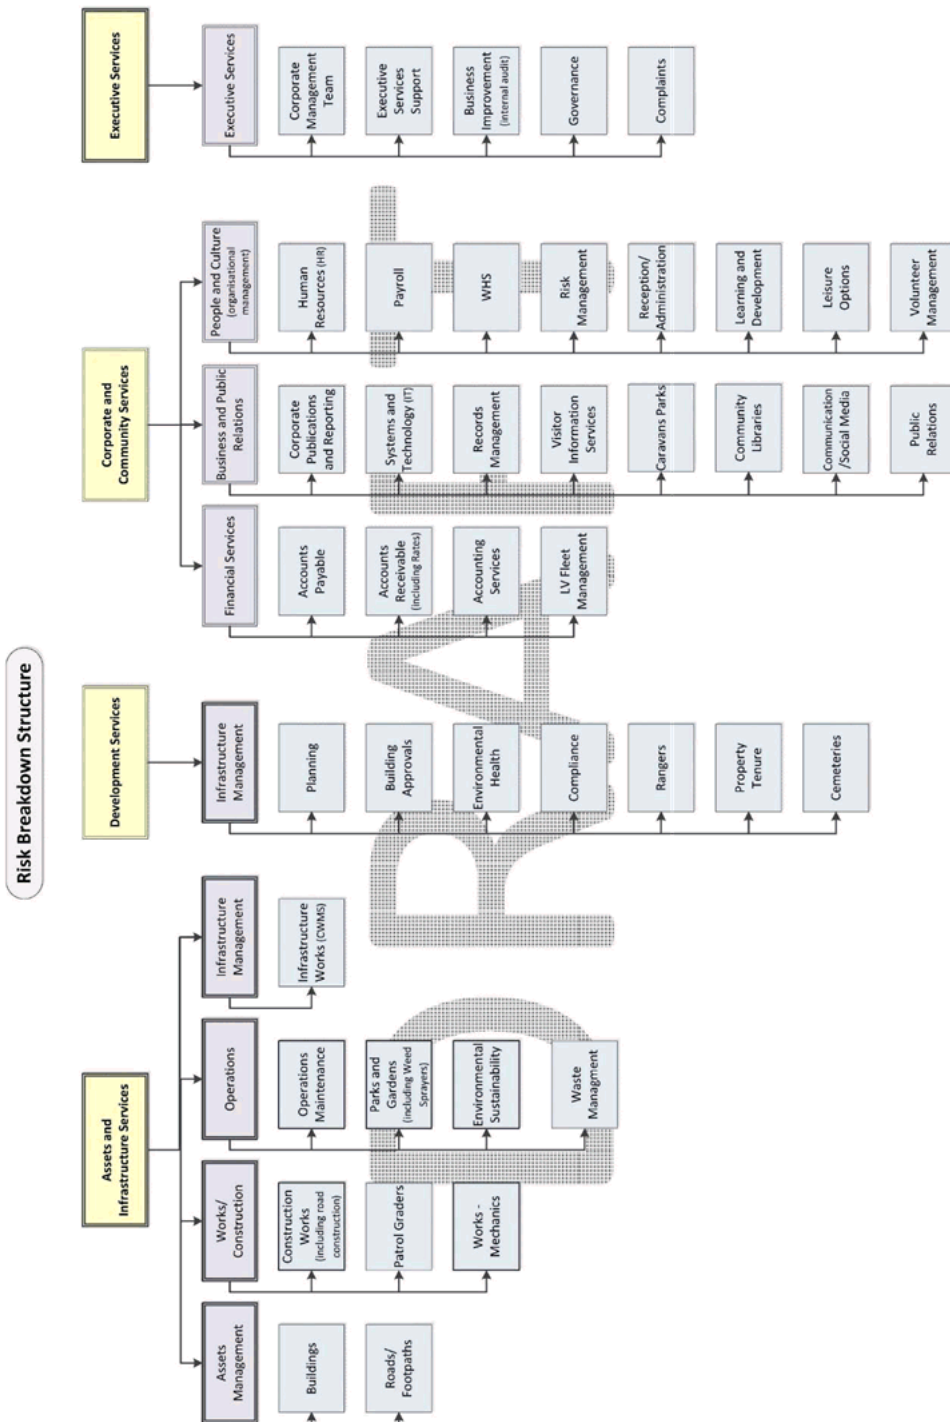 Risk Breakdown Structure
Assets and
Infrastructure Services
Assets
Management
Buildings
Roads/
Footpaths
Works/
Construction
Construction
Works
(including road
construction)
Patrol Graders
Works -
Mechanics
Operations
Operations
Maintenance
Parks and
Gardens
(including Weed
Sprayers)
Environmental
Sustainability
Waste
Managment
Infrastructure
Management
Infrastructure
Works (CWMS)
Development Services
Infrastructure
Management
Planning
Building
Approvals
Environmental
Health
Compliance
Rangers
Property
Tenure
Cemeteries
Corporate and
Community Services
Financial Services
Accounts
Payable
Accounts
Receivable
(including Rates)
Accounting
Services
LV Fleet
Management
Business and Public
Relations
Corporate
Publications
and Reporting
Systems and
Technology (IT)
Records
Management
Visitor
Information
Services
Caravans Parks
Community
Libraries
Communication
/Social Media
Public
Relations
People and Culture
(organisational
management)
Human
Resources (HR)
Payroll
WHS
Risk
Management
Reception/
Administration
Learning and
Development
Leisure
Options
Volunteer
Management
Executive Services
Executive Services
Corporate
Management
Team
Executive
Services
Support
Business
Improvement
(internal audit)
Governance
Complaints
DRAFT